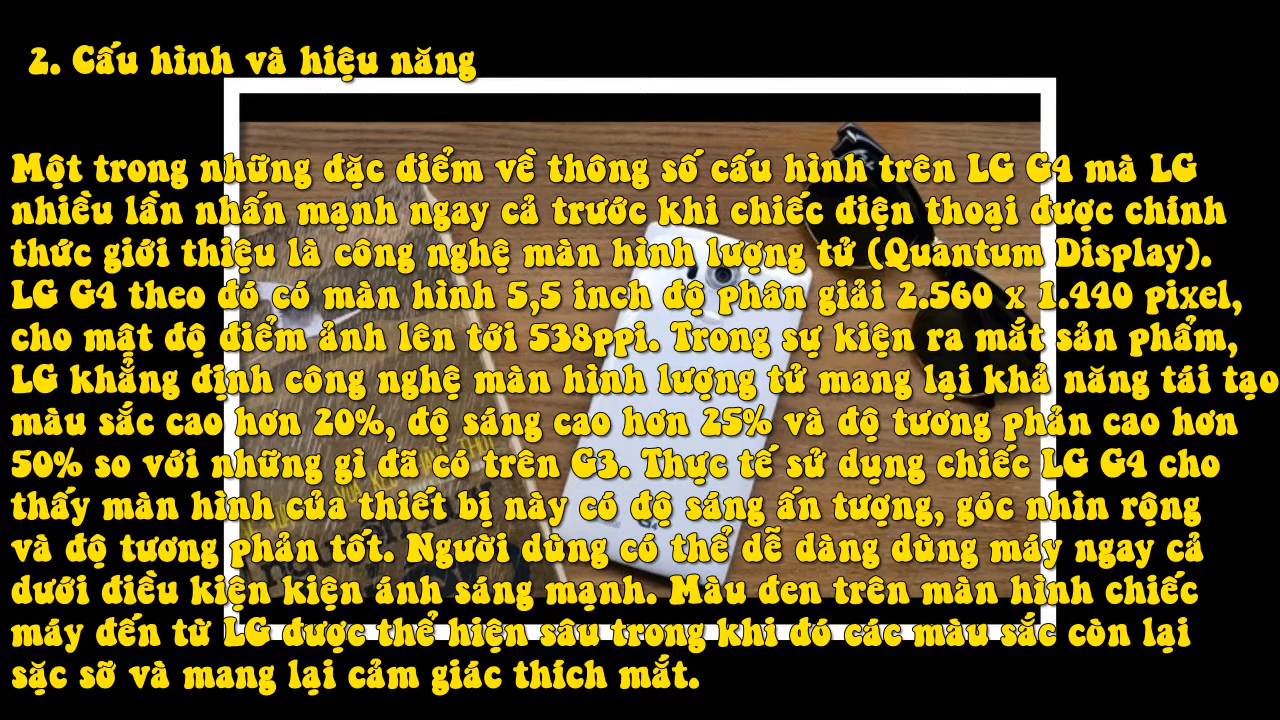 2. Cấu hình và hiệu năng
Một trong những đặc điểm về thông số cấu hình trên LG G4 mà LG
nhiều lần nhấn mạnh ngay cả trước khi chiếc điện thoại được chính
thức giới thiệu là công nghệ màn hình lượng tử (Quantum Display).
LG G4 theo đó có màn hình 5,5 inch độ phân giải 2.560 x 1.440 pixel,
cho mật độ điểm ảnh lên tới 538ppi. Trong sự kiện ra mắt sản phẩm,
LG khẳng định công nghệ màn hình lượng tử mang lại khả năng tái tạo
màu sắc cao hơn 20%, độ sáng cao hơn 25% và độ tương phản cao hơn
50% so với những gì đã có trên G3. Thực tế sử dụng chiếc LG G4 cho
thấy màn hình của thiết bị này có độ sáng ấn tượng, góc nhìn rộng
và độ tương phản tốt. Người dùng có thể dễ dàng dùng máy ngay cả
dưới điều kiện kiện ánh sáng mạnh. Màu đen trên màn hình chiếc
máy đến từ LG được thể hiện sâu trong khi đó các màu sắc còn lại
sặc sỡ và mang lại cảm giác thích mắt.